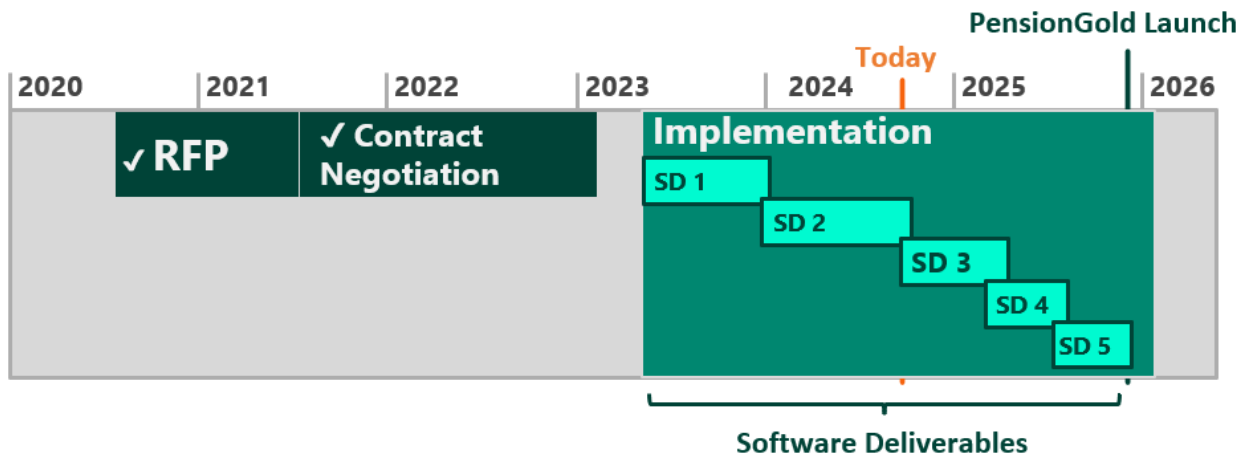 PensionGold Launch
Today
2020 2021 2022 2023 2024 2025 2026
✓ RFP
✓ Contract
Negotiation
Implementation
SD 1
SD 2
SD 3
SD 4
SD 5
Software Deliverables